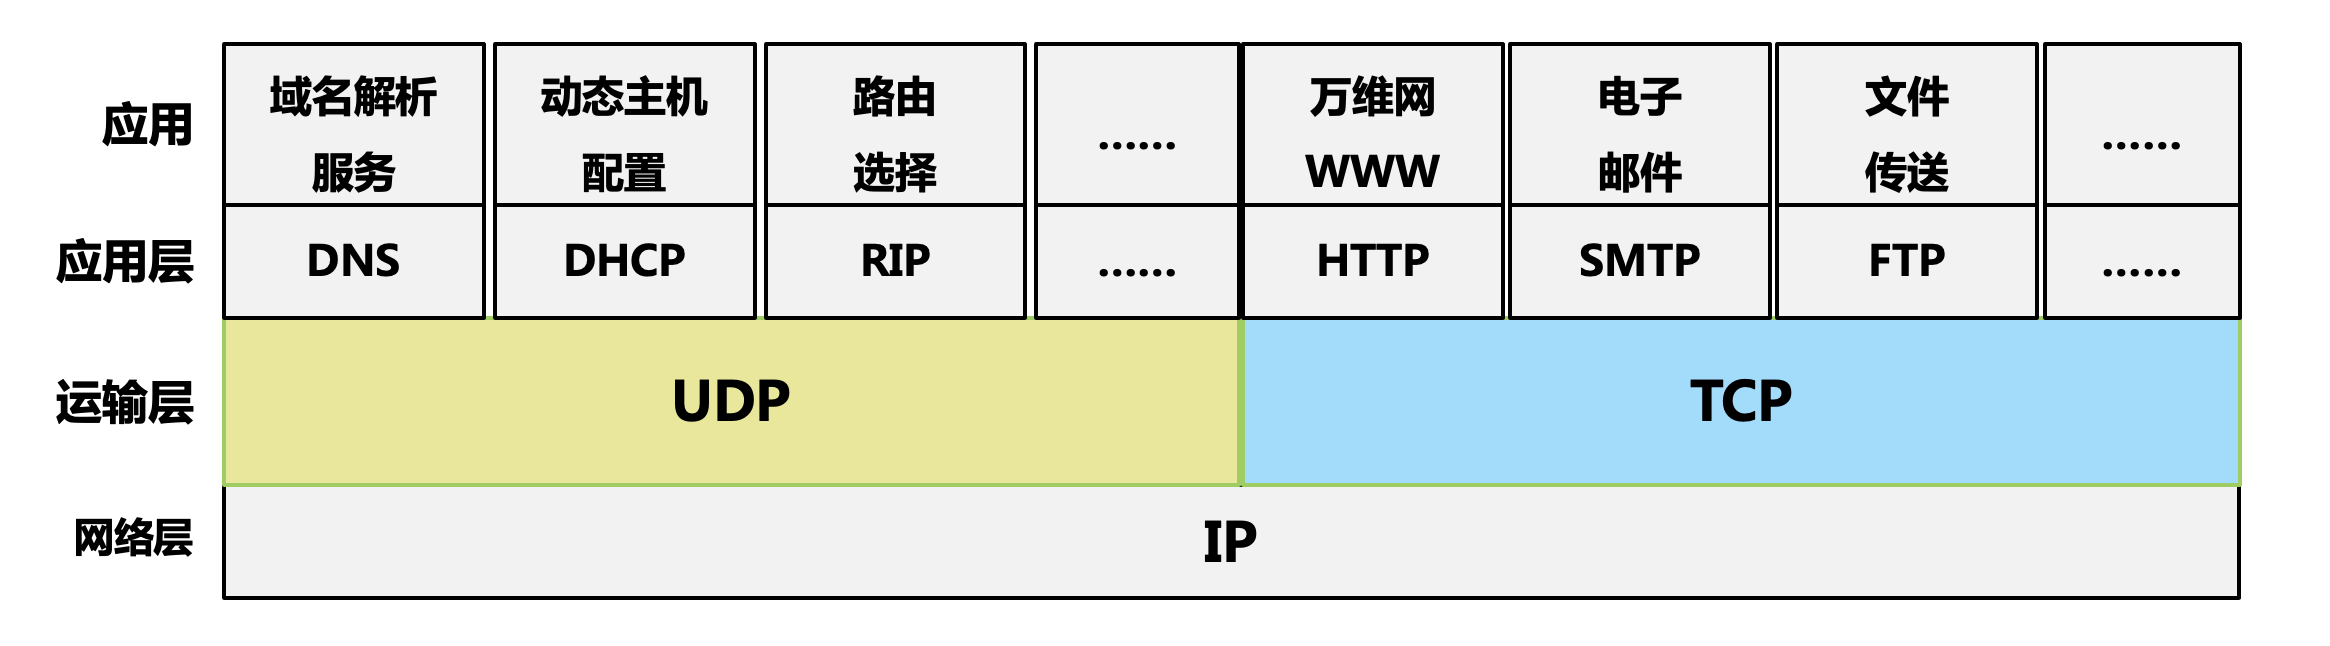 应用
域名解析
服务
动态主机
配置
路由
选择
......
万维网
WWW
电子
邮件
文件
传送
......
应用层
DNS
DHCP
RIP
......
HTTP
SMTP
FTP
......
运输层
UDP
TCP
网络层
IP